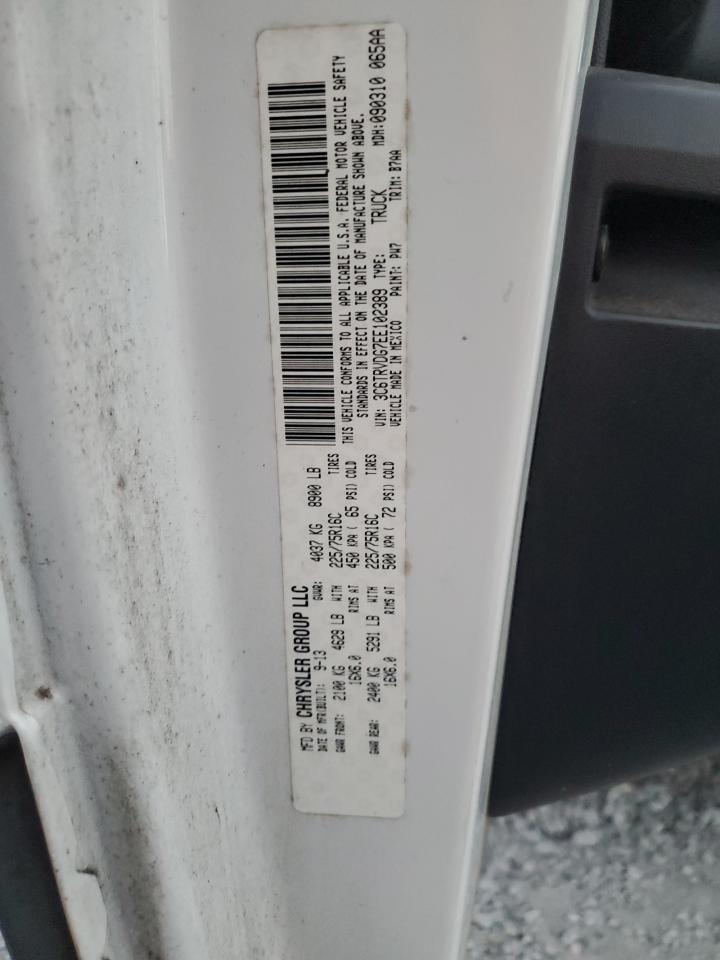 MFD BY CHRYSLER GROUP LLC
DATE OF MFR(BUILT): 9-13 GVWR: 4037 KG 8900 LB
GAWR FRONT: 2100 KG 4629 LB WITH 225/75R16C TIRES
16X6.0 RIMS AT 450 KPA ( 65 PSI) COLD
GAWR REAR: 2400 KG 5291 LB WITH 225/75R16C TIRES
16X6.0 RIMS AT 500 KPA ( 72 PSI) COLD
THIS VEHICLE CONFORMS TO ALL APPLICABLE U.S.A. FEDERAL MOTOR VEHICLE SAFETY
STANDARDS IN EFFECT ON THE DATE OF MANUFACTURE SHOWN ABOVE.
VIN: 3C6TRVDG7EE102389 TYPE: TRUCK MDH:090310 065AA
VEHICLE MADE IN MEXICO PAINT: PW7 TRIM: B7AA